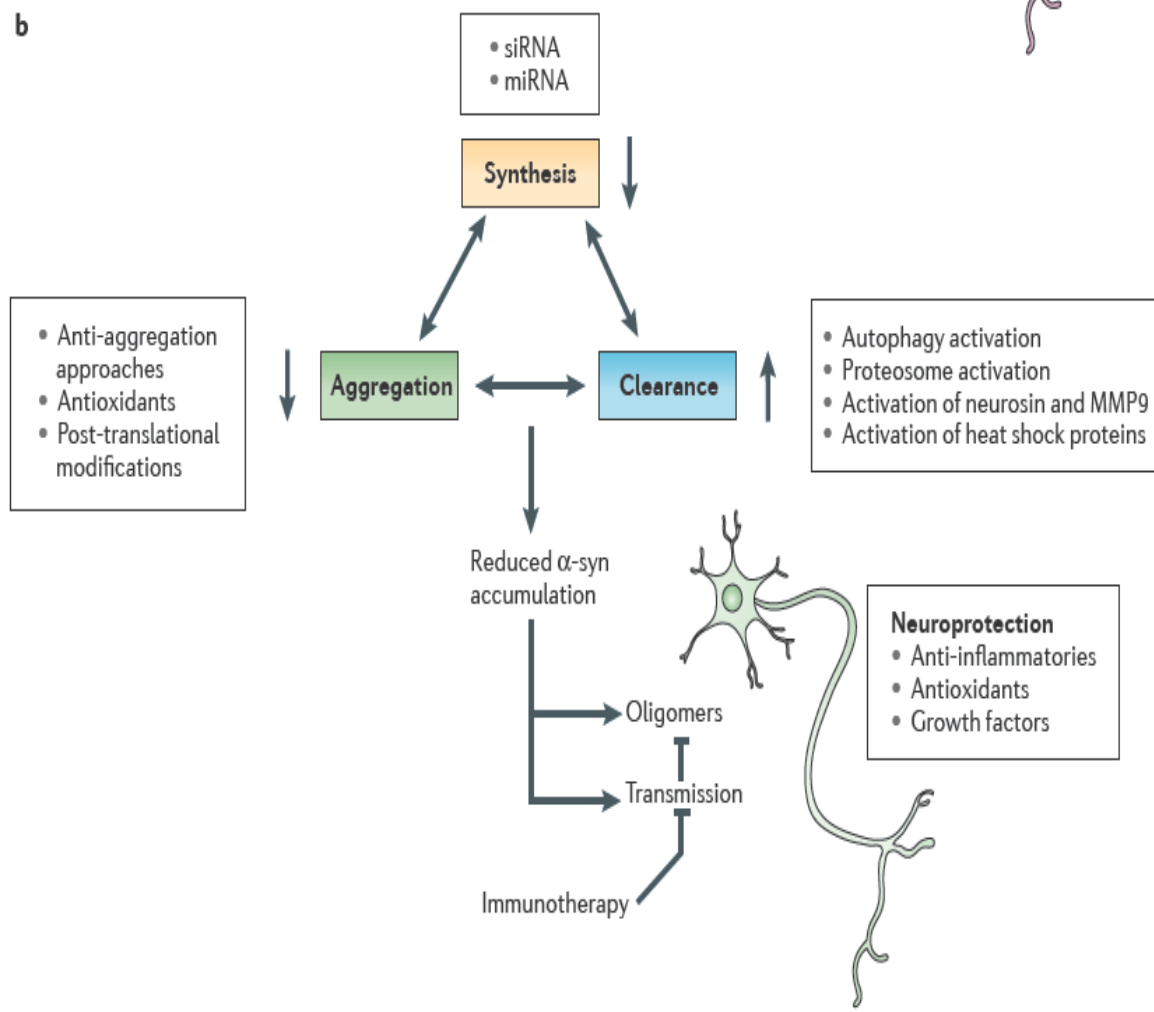 b
• siRNA
• miRNA
Synthesis
• Anti-aggregation
approaches
• Antioxidants
• Post-translational
modifications
Aggregation
Clearance
• Autophagy activation
• Proteosome activation
• Activation of neurosin and MMP9
• Activation of heat shock proteins
Reduced α-syn
accumulation
Neuroprotection
• Anti-inflammatories
• Antioxidants
• Growth factors
Oligomers
Transmission
Immunotherapy